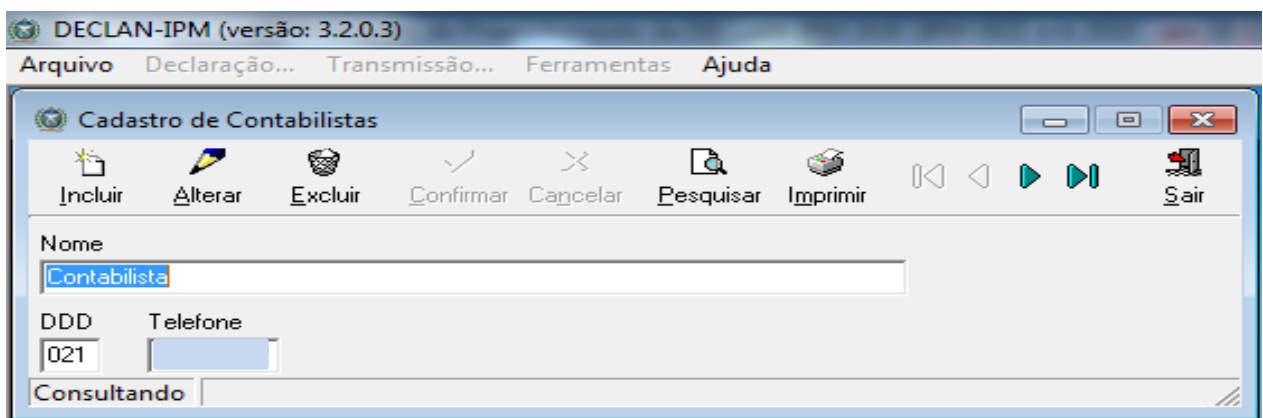 DECLAN-IPM (versão: 3.2.0.3)
Arquivo Declaração... Transmissão... Ferramentas Ajuda
Cadastro de Contabilistas
Incluir Alterar Excluir Confirmar Cancelar Pesquisar Imprimir Sair
Nome
Contabilista
DDD Telefone
021
Consultando